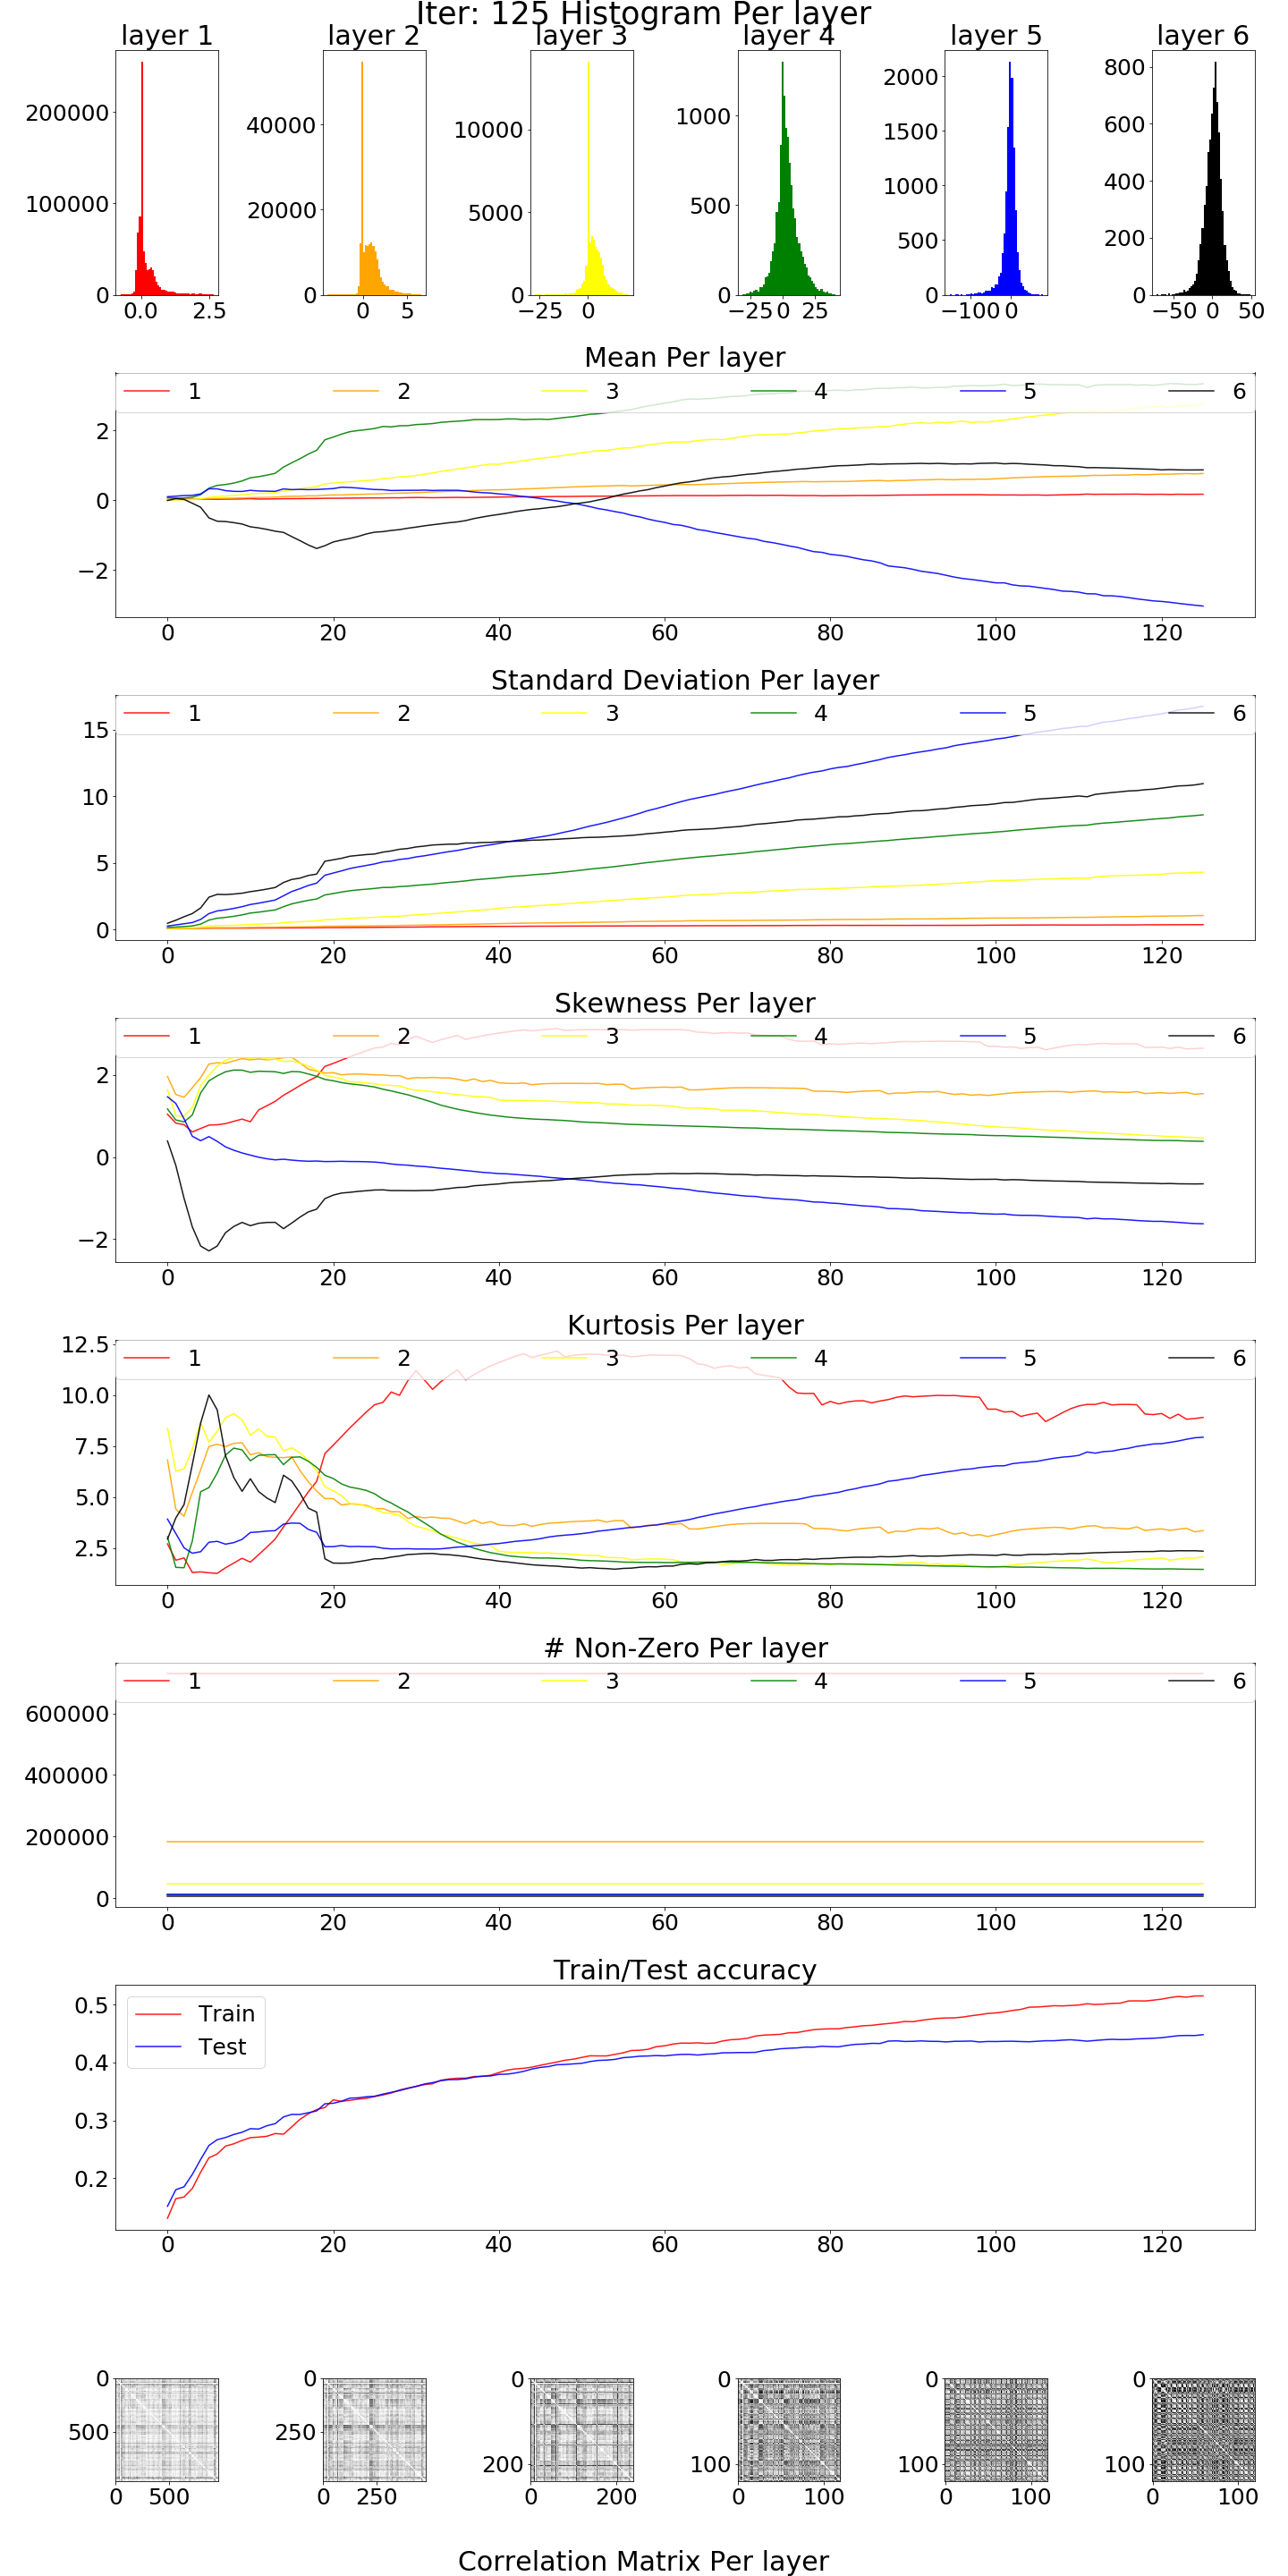 Iter: 125 Histogram Per layer
layer 1 layer 2 layer 3 layer 4 layer 5 layer 6
200000 100000 0 0.0 2.5
40000 20000 0 0 5
10000 5000 0 −25 0
1000 500 0 −25 0 25
2000 1500 1000 500 0 −100 0
800 600 400 200 0 −50 0 50
Mean Per layer
1 2 3 4 5 6
2
0
−2
0 20 40 60 80 100 120
Standard Deviation Per layer
1 2 3 4 5 6
15
10
5
0
0 20 40 60 80 100 120
Skewness Per layer
1 2 3 4 5 6
2
0
−2
0 20 40 60 80 100 120
Kurtosis Per layer
12.5
1 2 3 4 5 6
10.0
7.5
5.0
2.5
0 20 40 60 80 100 120
# Non-Zero Per layer
1 2 3 4 5 6
600000
400000
200000
0
0 20 40 60 80 100 120
Train/Test accuracy
Train
Test
0.5
0.4
0.3
0.2
0 20 40 60 80 100 120
0 500 0 500
0 250 0 250
0 200 0 200
0 100 0 100
0 100 0 100
0 100 0 100
Correlation Matrix Per layer